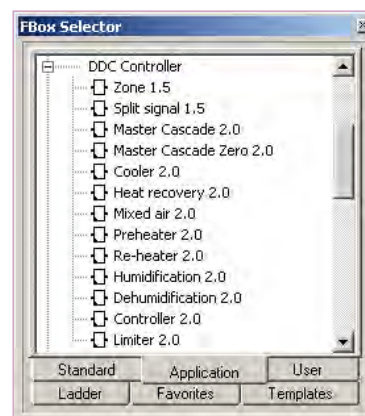 FBox Selector
DDC Controller
Zone 1.5
Split signal 1.5
Master Cascade 2.0
Master Cascade Zero 2.0
Cooler 2.0
Heat recovery 2.0
Mixed air 2.0
Preheater 2.0
Re-heater 2.0
Humidification 2.0
Dehumidification 2.0
Controller 2.0
Limiter 2.0
Standard Application User
Ladder Favorites Templates